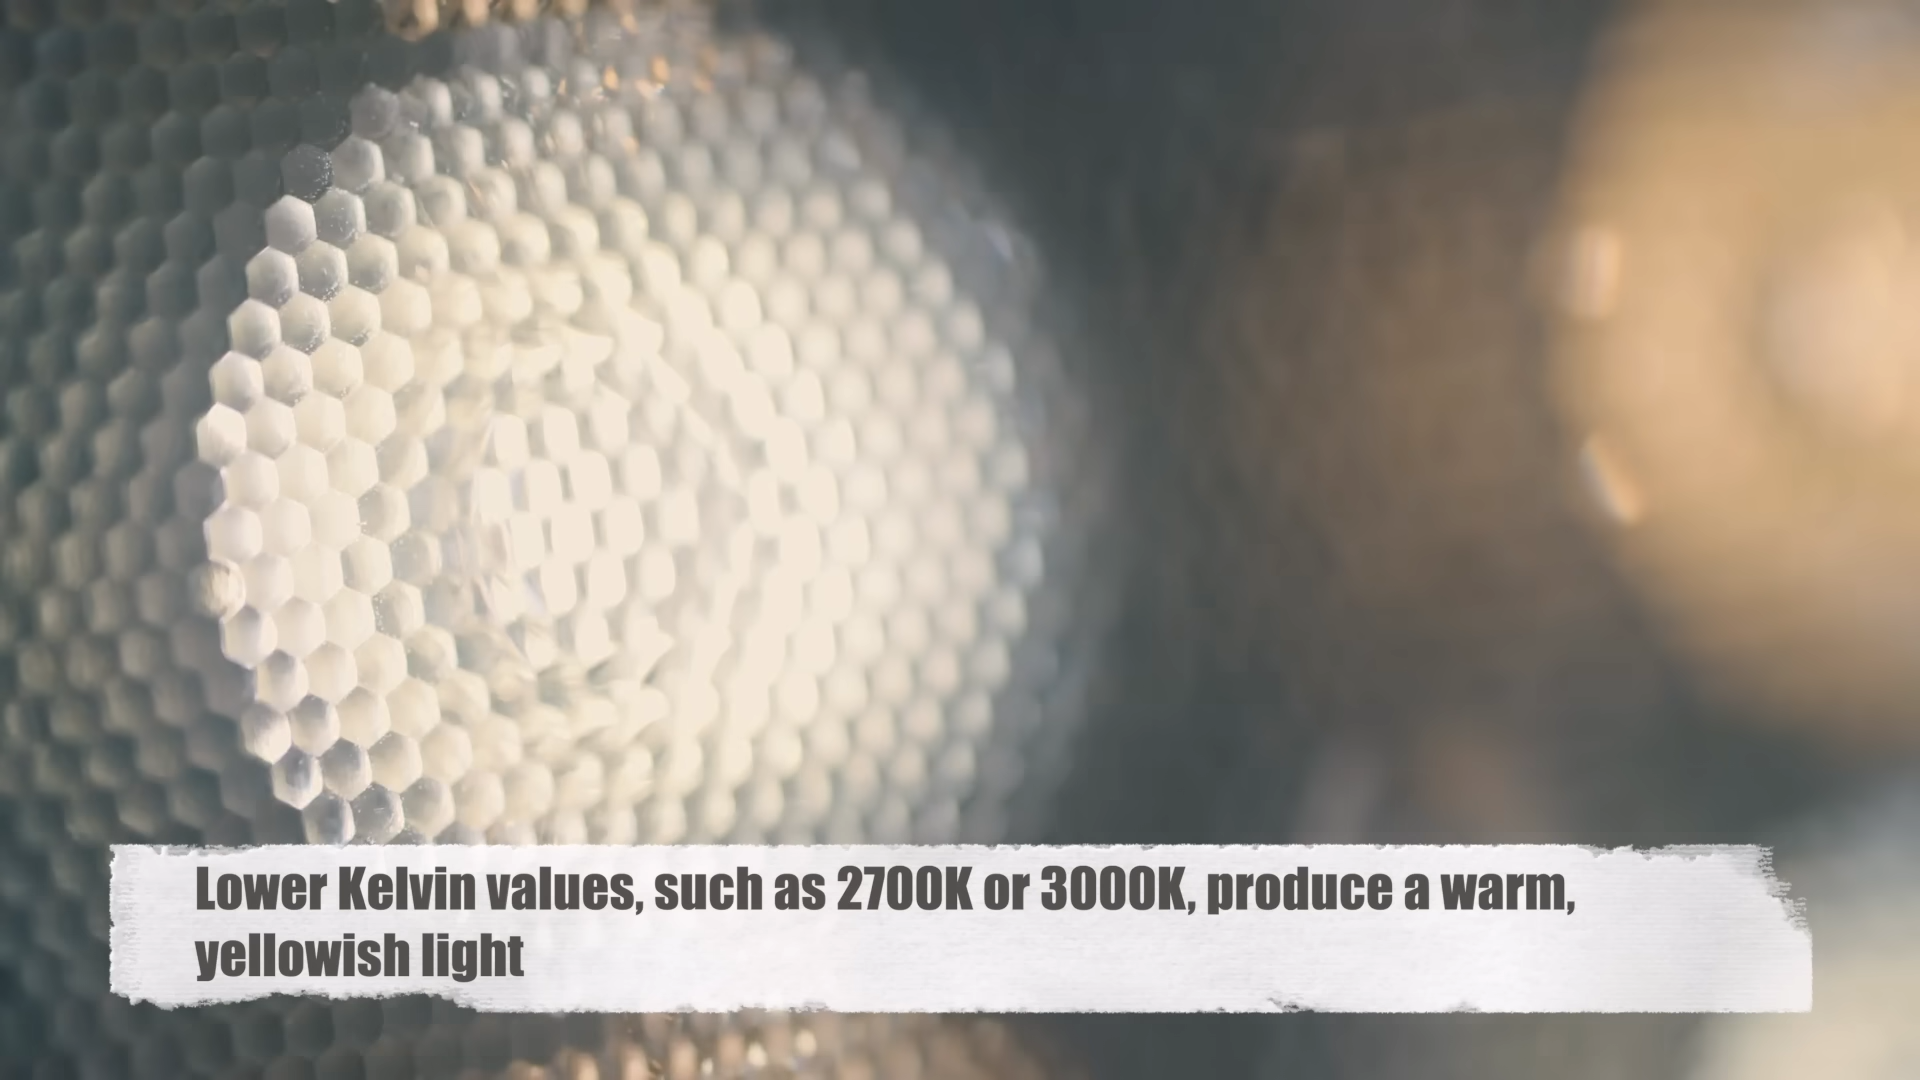 Lower Kelvin values, such as 2700K or 3000K, produce a warm,
yellowish light